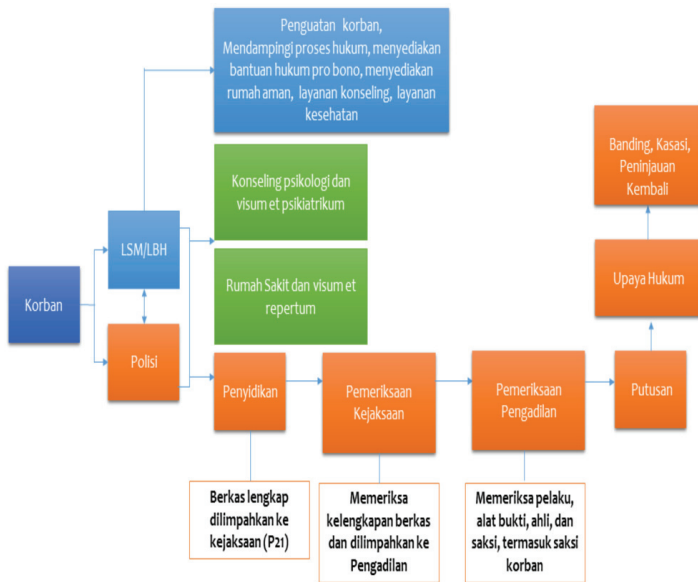 Penguatan korban,
Mendampingi proses hukum, menyediakan
bantuan hukum pro bono, menyediakan
rumah aman, layanan konseling, layanan
kesehatan
Banding, Kasasi,
Peninjauan
Kembali
Konseling psikologi dan
visum et psikiatrikum
LSM/LBH
Upaya Hukum
Korban
Rumah Sakit dan visum et
repertum
Polisi
Penyidikan
Pemeriksaan
Kejaksaan
Pemeriksaan
Pengadilan
Putusan
Berkas lengkap
dilimpahkan ke
kejaksaan (P21)
Memeriksa
kelengkapan berkas
dan dilimpahkan ke
Pengadilan
Memeriksa pelaku,
alat bukti, ahli, dan
saksi, termasuk saksi
korban